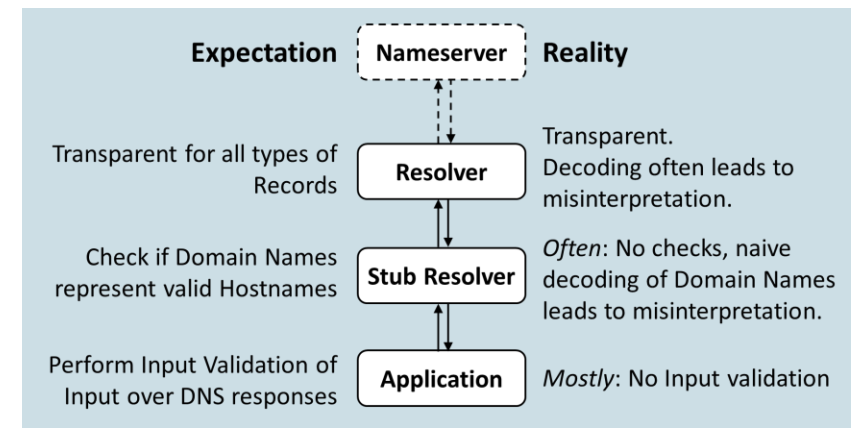 Expectation
Nameserver
Reality
Transparent for all types of
Records
Resolver
Transparent.
Decoding often leads to
misinterpretation.
Check if Domain Names
represent valid Hostnames
Stub Resolver
Often: No checks, naive
decoding of Domain Names
leads to misinterpretation.
Perform Input Validation of
Input over DNS responses
Application
Mostly: No Input validation